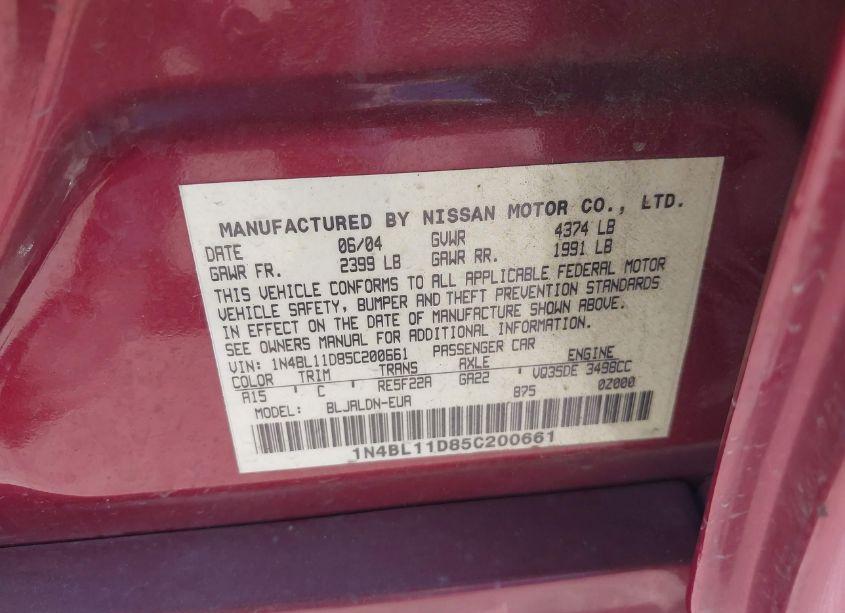 MANUFACTURED BY NISSAN MOTOR CO., LTD.
DATE 06/04 GVWR 4374 LB
GAWR FR. 2399 LB GAWR RR. 1991 LB
THIS VEHICLE CONFORMS TO ALL APPLICABLE FEDERAL MOTOR
VEHICLE SAFETY, BUMPER AND THEFT PREVENTION STANDARDS
IN EFFECT ON THE DATE OF MANUFACTURE SHOWN ABOVE.
SEE OWNERS MANUAL FOR ADDITIONAL INFORMATION.
VIN: 1N4BL11D85C200661 PASSENGER CAR
COLOR TRIM TRANS AXLE ENGINE
A15 C RE5F22A GA22 VQ35DE 3498CC
MODEL: BLJALDN-EUA 875 0Z000
1N4BL11D85C200661